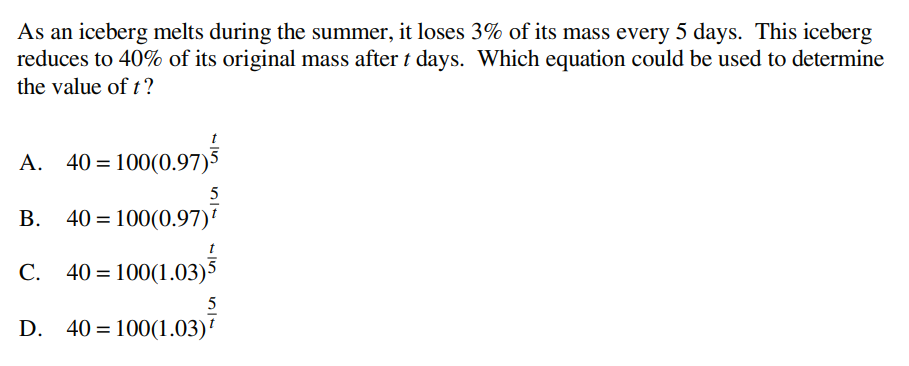 As an iceberg melts during the summer, it loses 3% of its mass every 5 days. This iceberg
reduces to 40% of its original mass after t days. Which equation could be used to determine
the value of t?
A. 40 = 100(0.97)^(t/5)
B. 40 = 100(0.97)^(5/t)
C. 40 = 100(1.03)^(t/5)
D. 40 = 100(1.03)^(5/t)